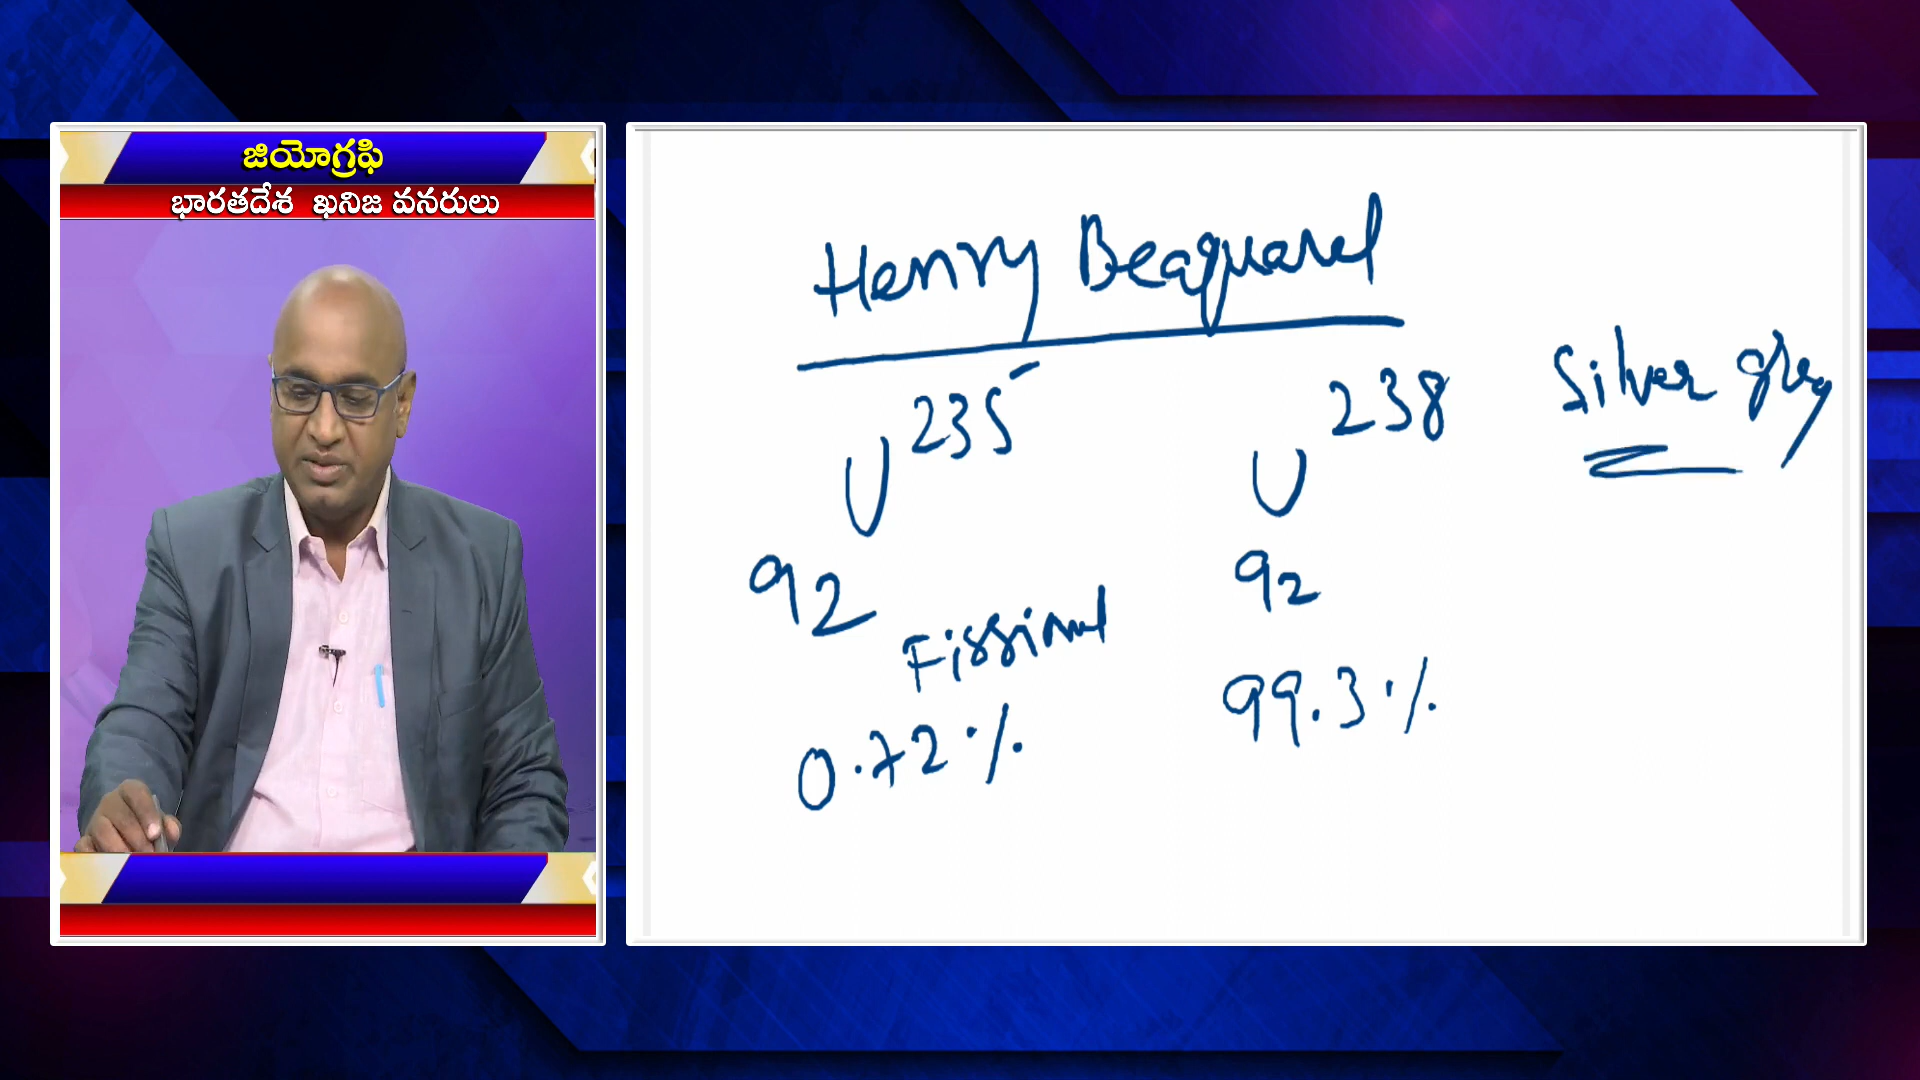 జియోగ్రఫి
భారతదేశ ఖనిజ వనరులు
Henry Beaquarel
U 235
U 238
Silver grey
92
92
Fissional
0.72%
99.3%